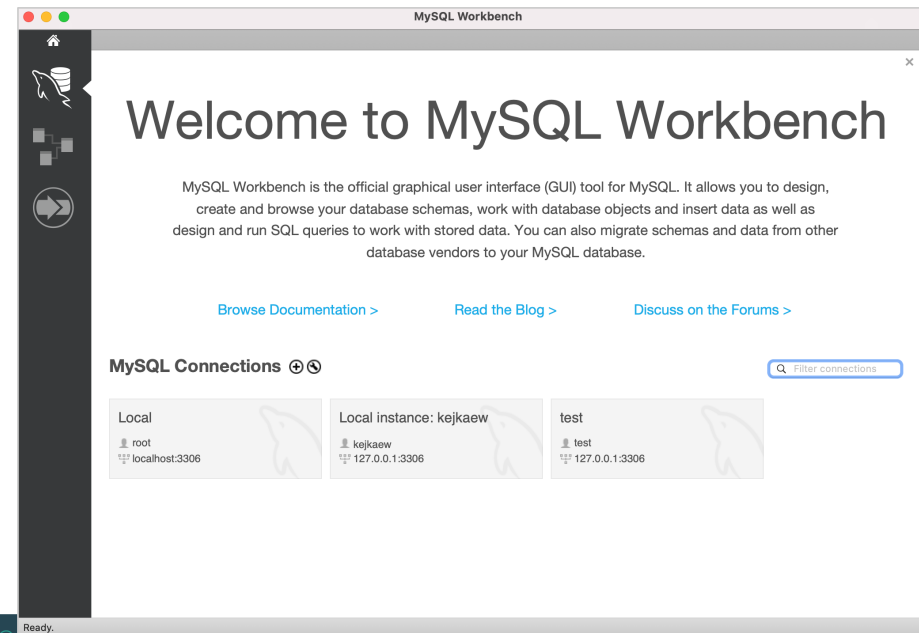 MySQL Workbench
Welcome to MySQL Workbench
MySQL Workbench is the official graphical user interface (GUI) tool for MySQL. It allows you to design,
create and browse your database schemas, work with database objects and insert data as well as
design and run SQL queries to work with stored data. You can also migrate schemas and data from other
database vendors to your MySQL database.
Browse Documentation >
Read the Blog >
Discuss on the Forums >
MySQL Connections
Filter connections
Local
root
localhost:3306
Local instance: kejkaew
kejkaew
127.0.0.1:3306
test
test
127.0.0.1:3306
Ready.